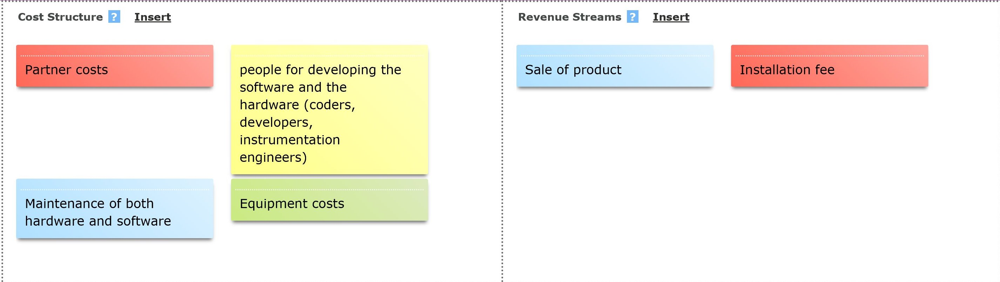 Cost Structure ? Insert
Partner costs
people for developing the
software and the
hardware (coders,
developers,
instrumentation
engineers)
Maintenance of both
hardware and software
Equipment costs
Revenue Streams ? Insert
Sale of product
Installation fee